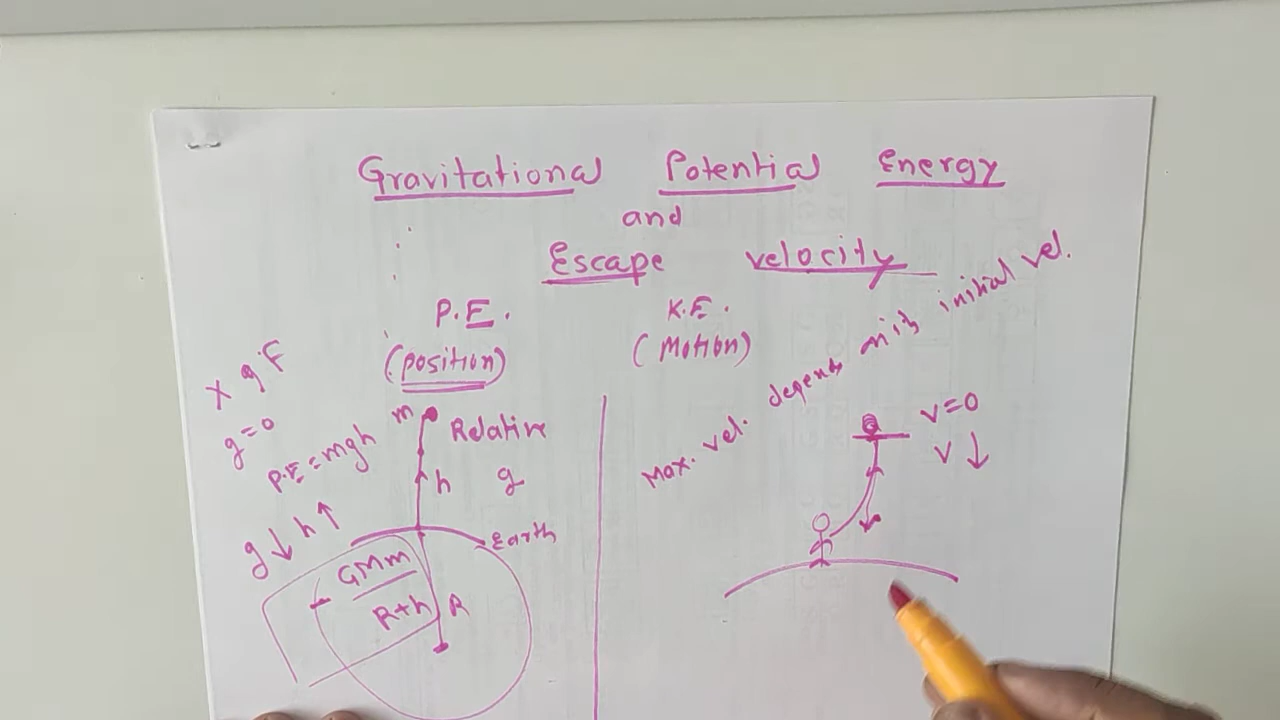 Gravitational Potential Energy
and
Escape velocity
P.E. K.E.
(position) (Motion)
X g.F
g=0
P.E=mgh
g↓ h↑
m
Relative
h g
Earth
- GMm
R+h
R
Max. vel. depends initial vel.
v=0
v ↓